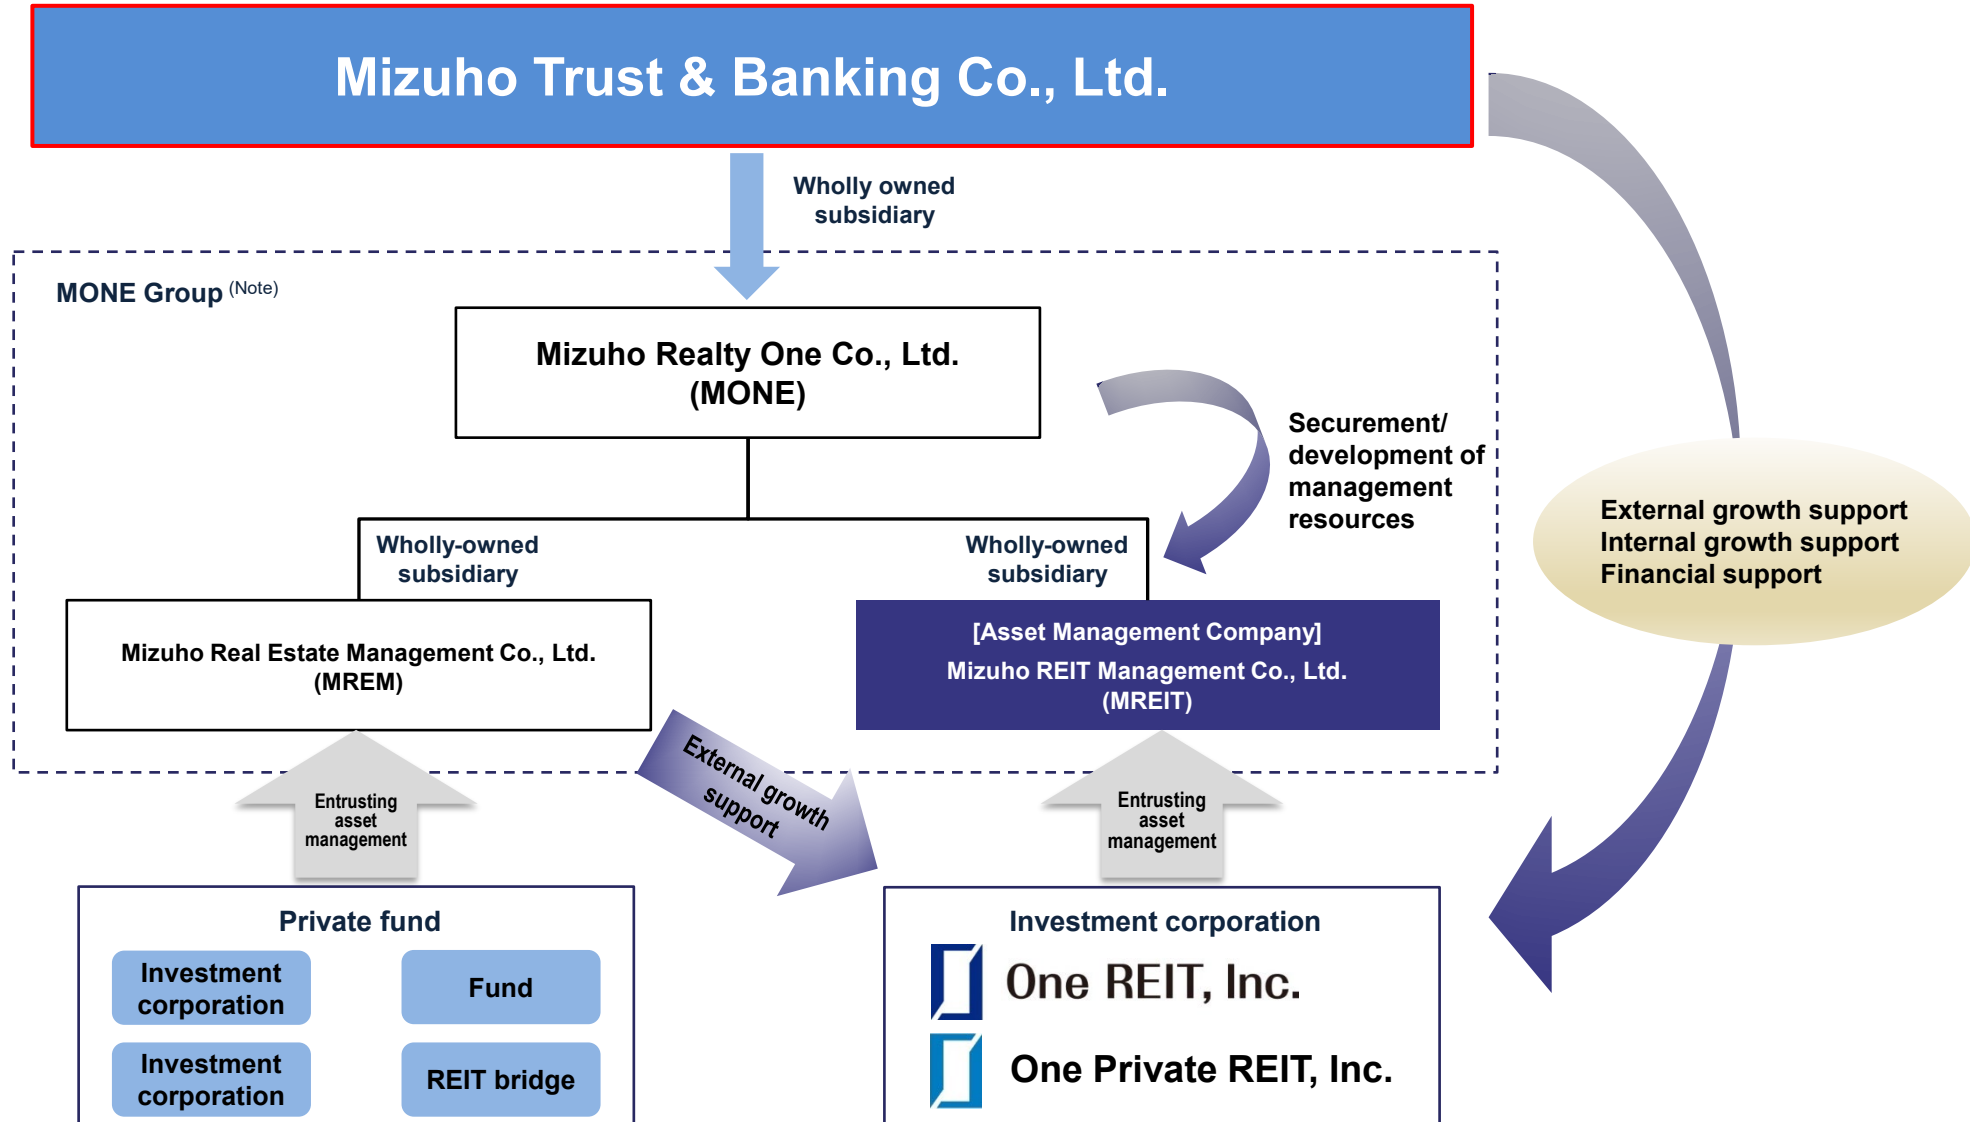 Mizuho Trust & Banking Co., Ltd.
Wholly owned
subsidiary
MONE Group (Note)
Mizuho Realty One Co., Ltd.
(MONE)
Securement/
development of
management
resources
External growth support
Internal growth support
Financial support
Wholly-owned
subsidiary
Wholly-owned
subsidiary
Mizuho Real Estate Management Co., Ltd.
(MREM)
[Asset Management Company]
Mizuho REIT Management Co., Ltd.
(MREIT)
Entrusting
asset
management
External growth
support
Entrusting
asset
management
Private fund
Investment
corporation
Fund
Investment
corporation
REIT bridge
Investment corporation
One REIT, Inc.
One Private REIT, Inc.